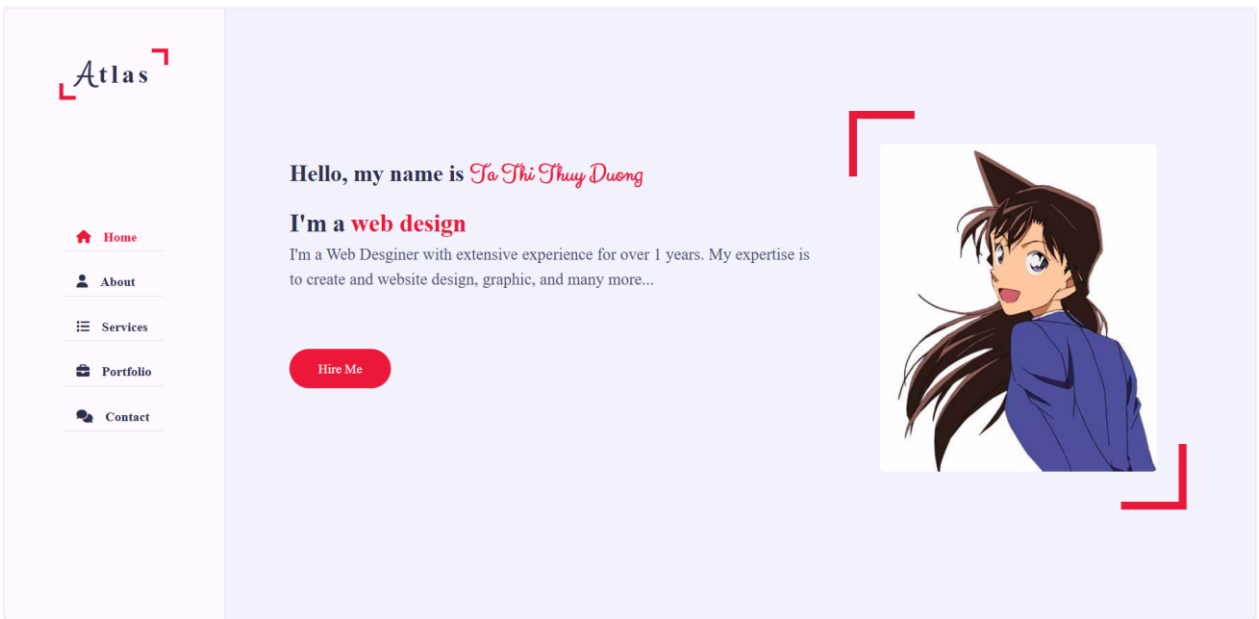 Atlas
Home
About
Services
Portfolio
Contact
Hello, my name is Ta Thi Thuy Duong
I'm a web design
I'm a Web Desginer with extensive experience for over 1 years. My expertise is
to create and website design, graphic, and many more...
Hire Me